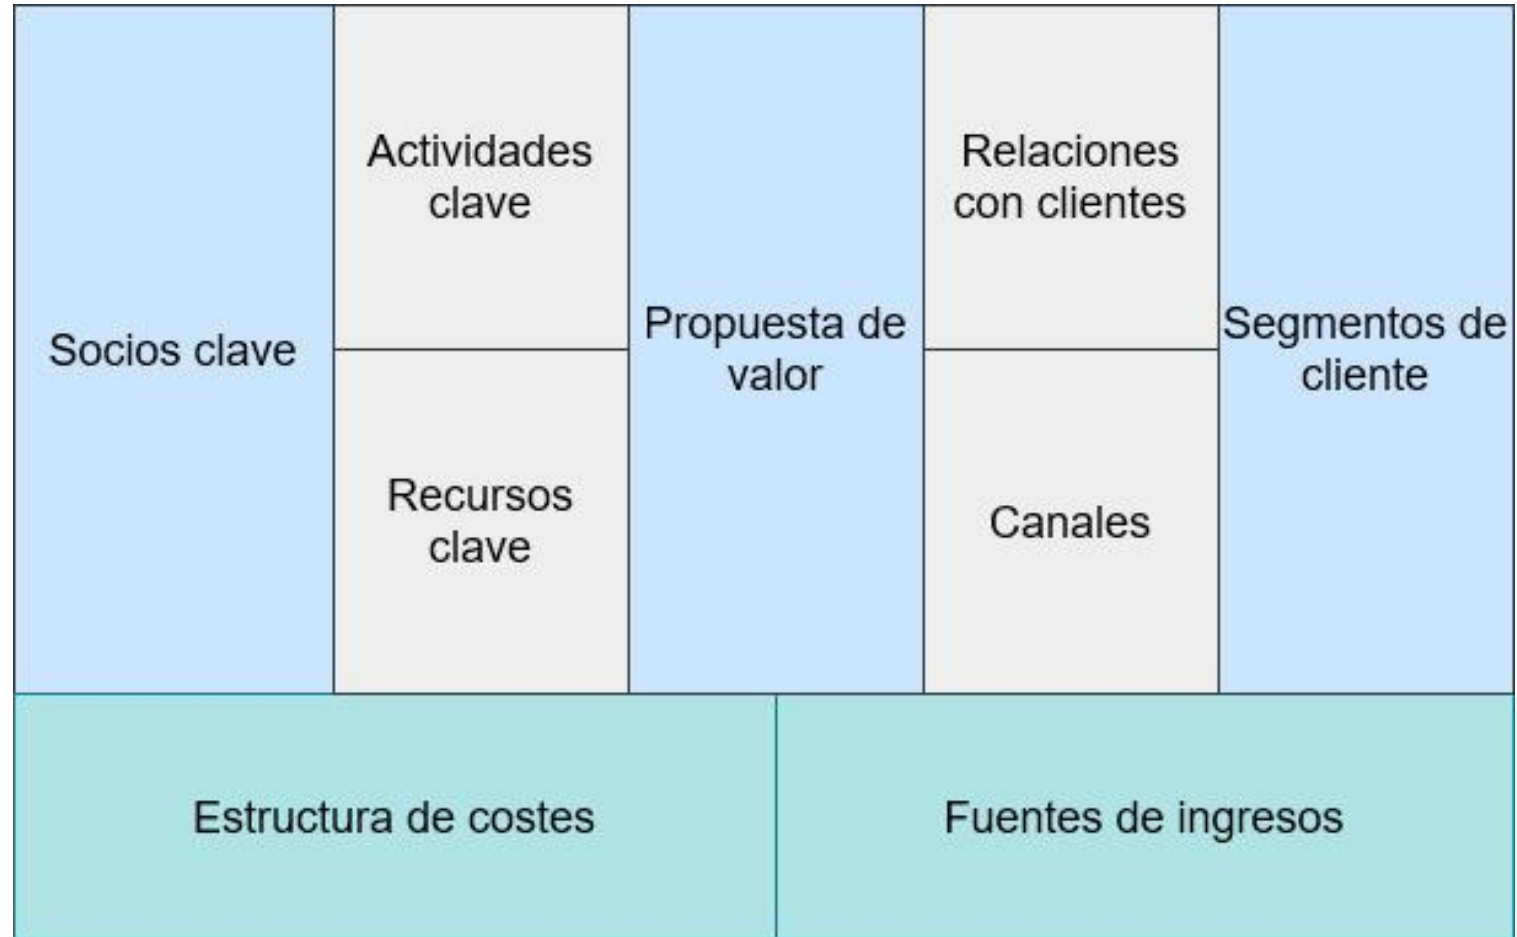 Socios clave
Actividades
clave
Recursos
clave
Propuesta de
valor
Relaciones
con clientes
Canales
Segmentos de
cliente
Estructura de costes
Fuentes de ingresos